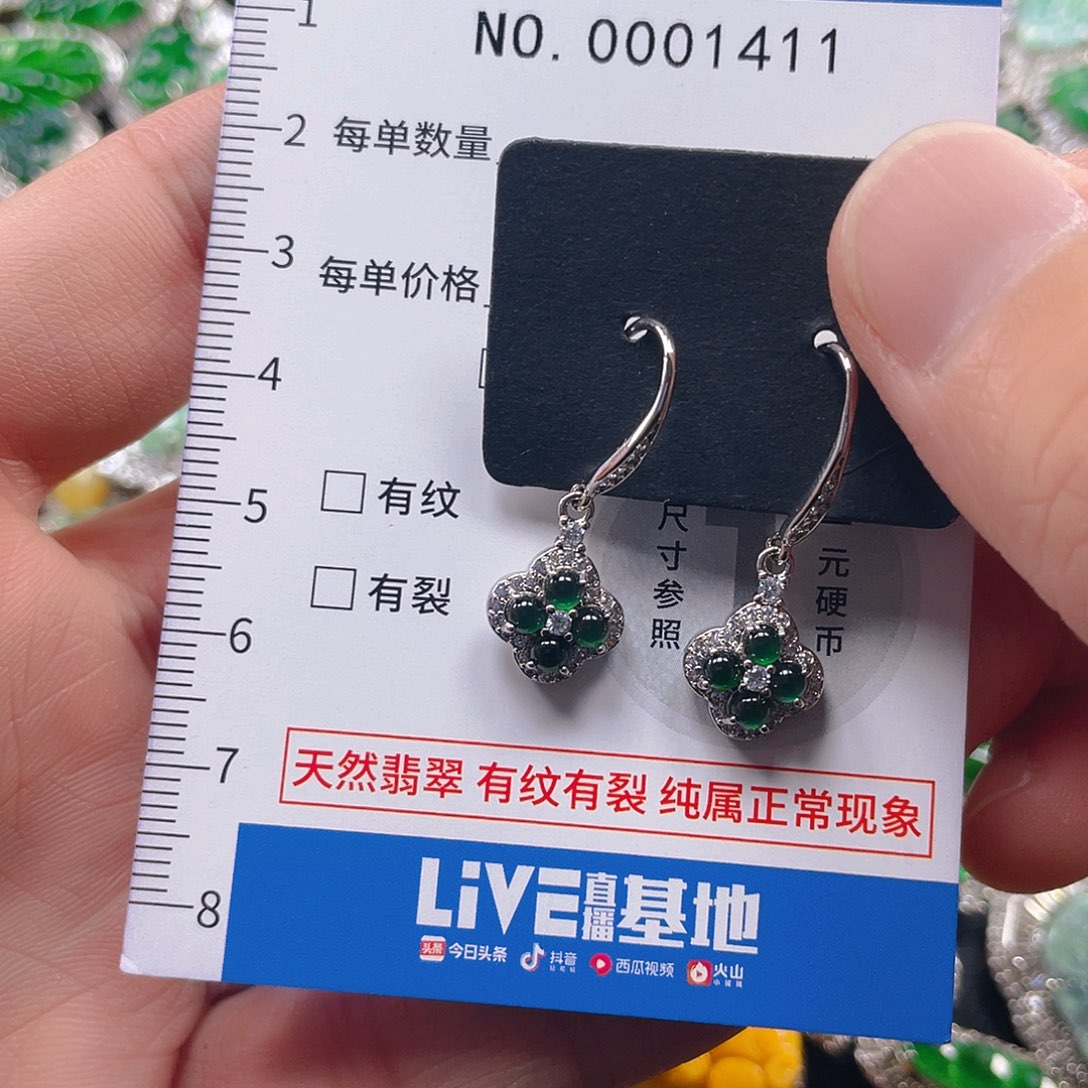 1
NO. 0001411
2
每单数量
3
每单价格
4
5
□ 有纹
尺寸参照
元硬币
□ 有裂
6
7
天然翡翠 有纹有裂 纯属正常现象
LiVE直播基地
头条 今日头条 抖音 西瓜视频 火山
8